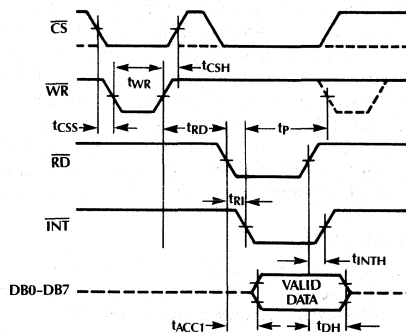 CS
tCSH
tWR
WR
tCSS
tRD
tP
RD
tRI
INT
tINTH
DB0–DB7
VALID
DATA
tACC1
tDH